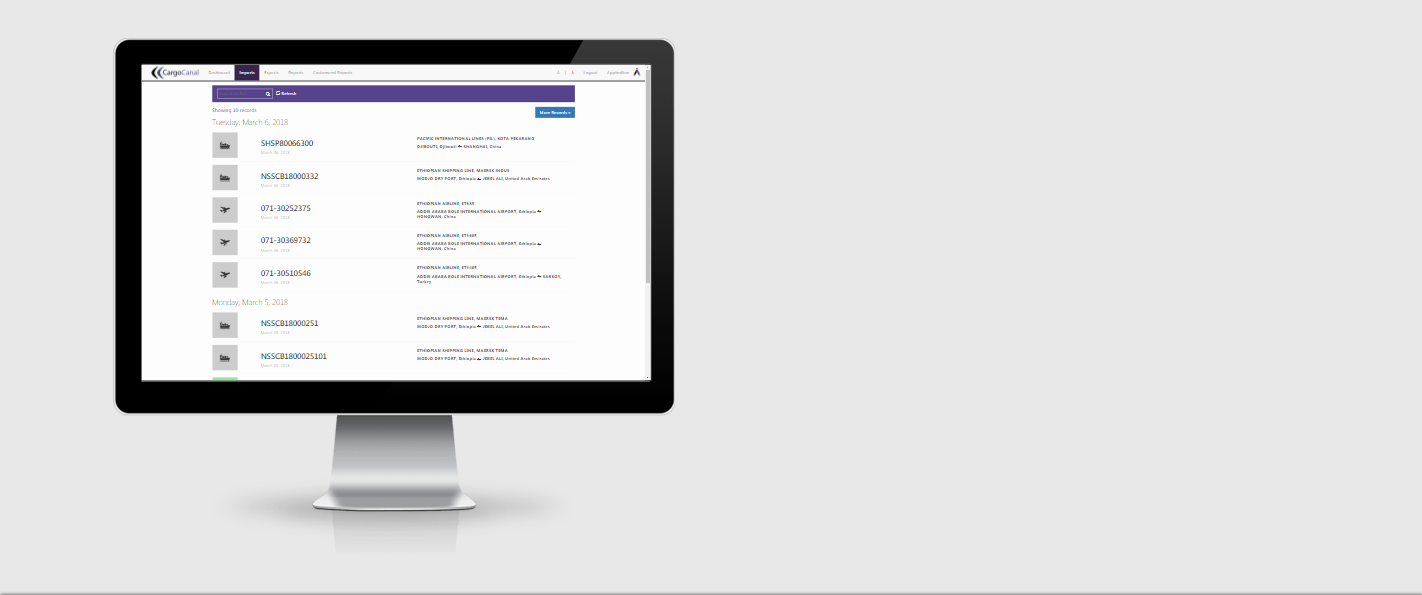 CargoCanal Dashboard Imports Exports Reports Customized Reports Logout
Refresh
Showing 10 records
More Records »
Tuesday, March 6, 2018
SHSP80066300
PACIFIC INTERNATIONAL LINES (PIL), KOTA PEKARANG
March 06, 2018
DJIBOUTI, Djibouti SHANGHAI, China
NSSCB18000332
ETHIOPIAN SHIPPING LINE, MAERSK INDUS
March 06, 2018
MODJO DRY PORT, Ethiopia JEBEL ALI, United Arab Emirates
071-30252375
ETHIOPIAN AIRLINE,
March 06, 2018
ADDIS ABABA BOLE INTERNATIONAL AIRPORT, Ethiopia
HONGWAN, China
071-30369732
ETHIOPIAN AIRLINE,
March 06, 2018
ADDIS ABABA BOLE INTERNATIONAL AIRPORT, Ethiopia
HONGWAN, China
071-30510546
ETHIOPIAN AIRLINE,
March 06, 2018
ADDIS ABABA BOLE INTERNATIONAL AIRPORT, Ethiopia
Turkey
Monday, March 5, 2018
NSSCB18000251
ETHIOPIAN SHIPPING LINE, MAERSK TEMA
March 05, 2018
MODJO DRY PORT, Ethiopia JEBEL ALI, United Arab Emirates
NSSCB1800025101
ETHIOPIAN SHIPPING LINE, MAERSK TEMA
March 05, 2018
MODJO DRY PORT, Ethiopia JEBEL ALI, United Arab Emirates